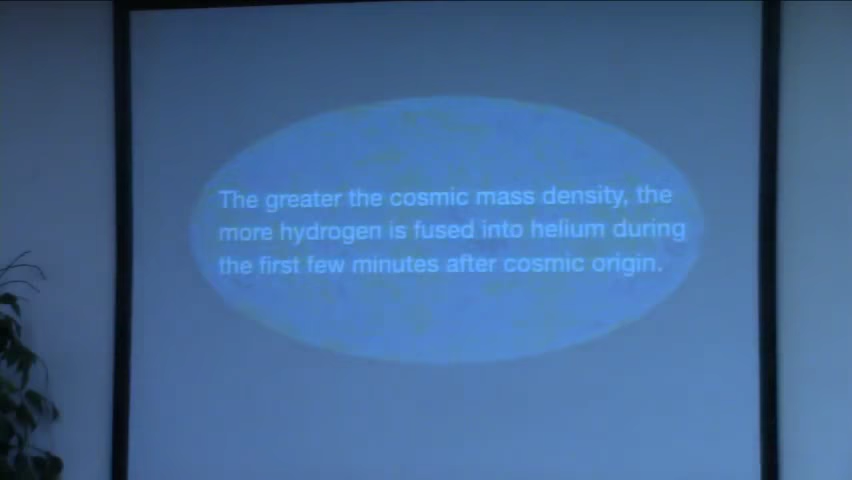 The greater the cosmic mass density, the
more hydrogen is fused into helium during
the first few minutes after cosmic origin.